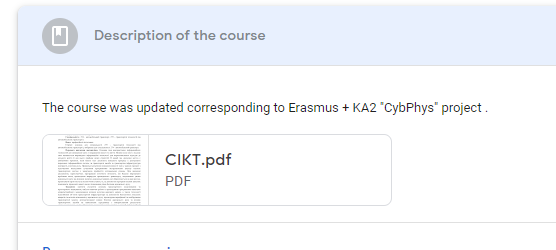 Description of the course
The course was updated corresponding to Erasmus + KA2 "CybPhys" project .
CIKT.pdf
PDF